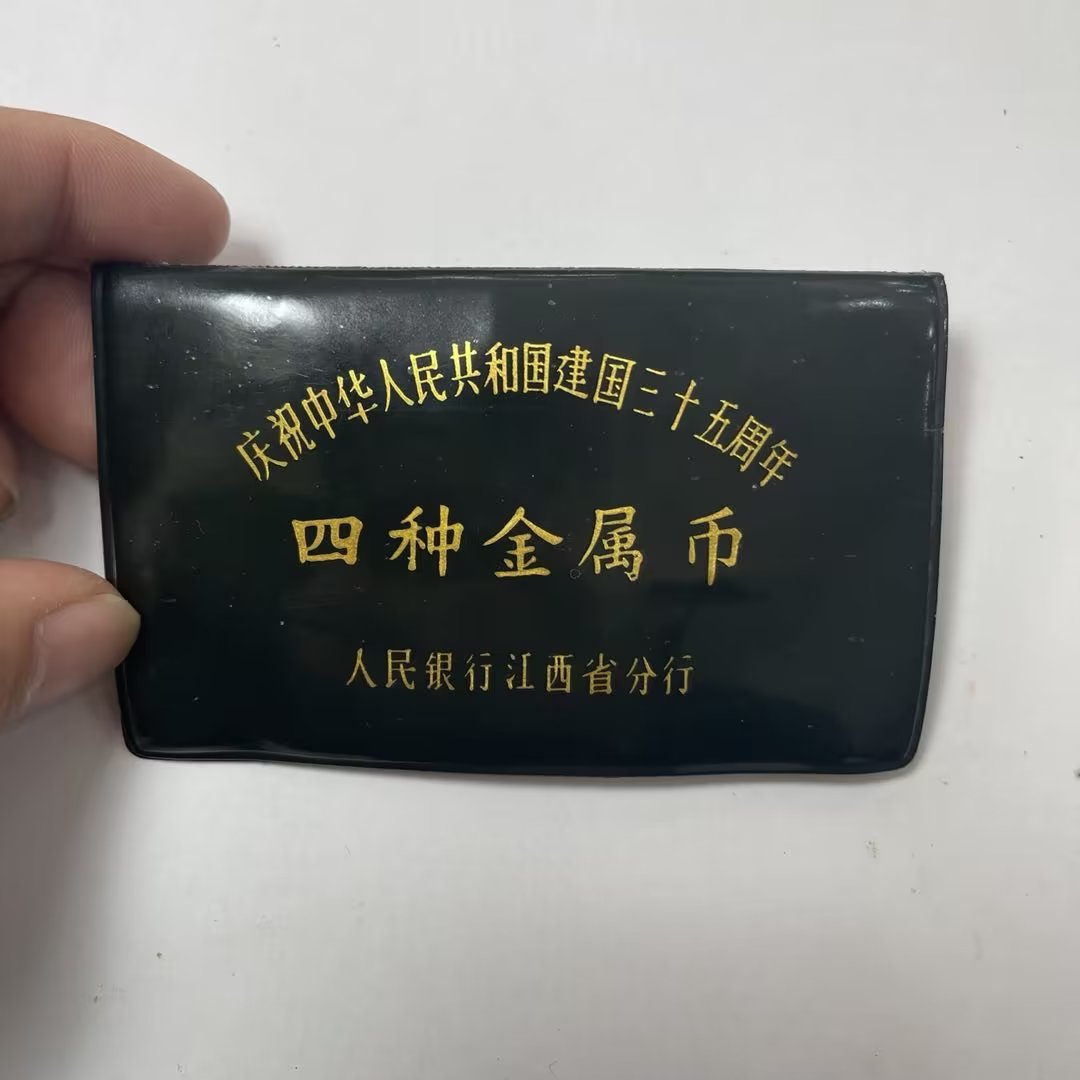 庆祝中华人民共和国建国三十五周年
四种金属币
人民银行江西省分行